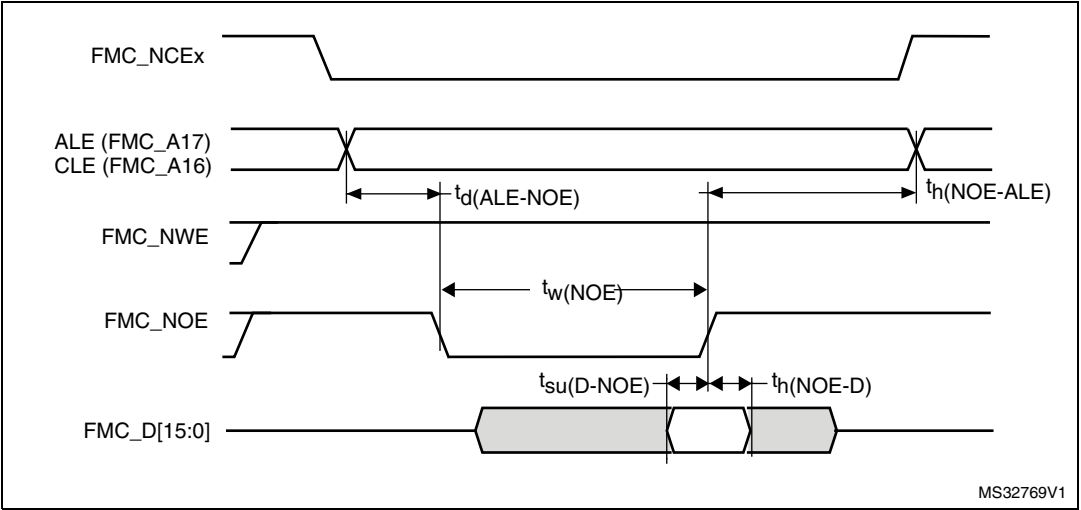 FMC_NCEx
ALE (FMC_A17)
CLE (FMC_A16)
td(ALE-NOE)
th(NOE-ALE)
FMC_NWE
tw(NOE)
FMC_NOE
tsu(D-NOE)
th(NOE-D)
FMC_D[15:0]
MS32769V1